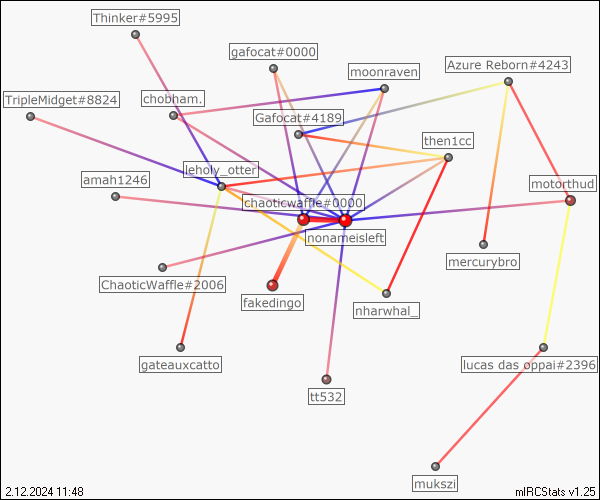 Thinker#5995
gafocat#0000
moonraven
Azure Reborn#4243
TripleMidget#8824
chobham.
Gafocat#4189
then1cc
leholy_otter
amah1246
motorthud
chaoticwaffle#0000
nonameisleft
mercurybro
ChaoticWaffle#2006
fakedingo
nharwhal_
gateauxcatto
lucas das oppai#2396
tt532
mukszi
2.12.2024 11:48
mIRCStats v1.25